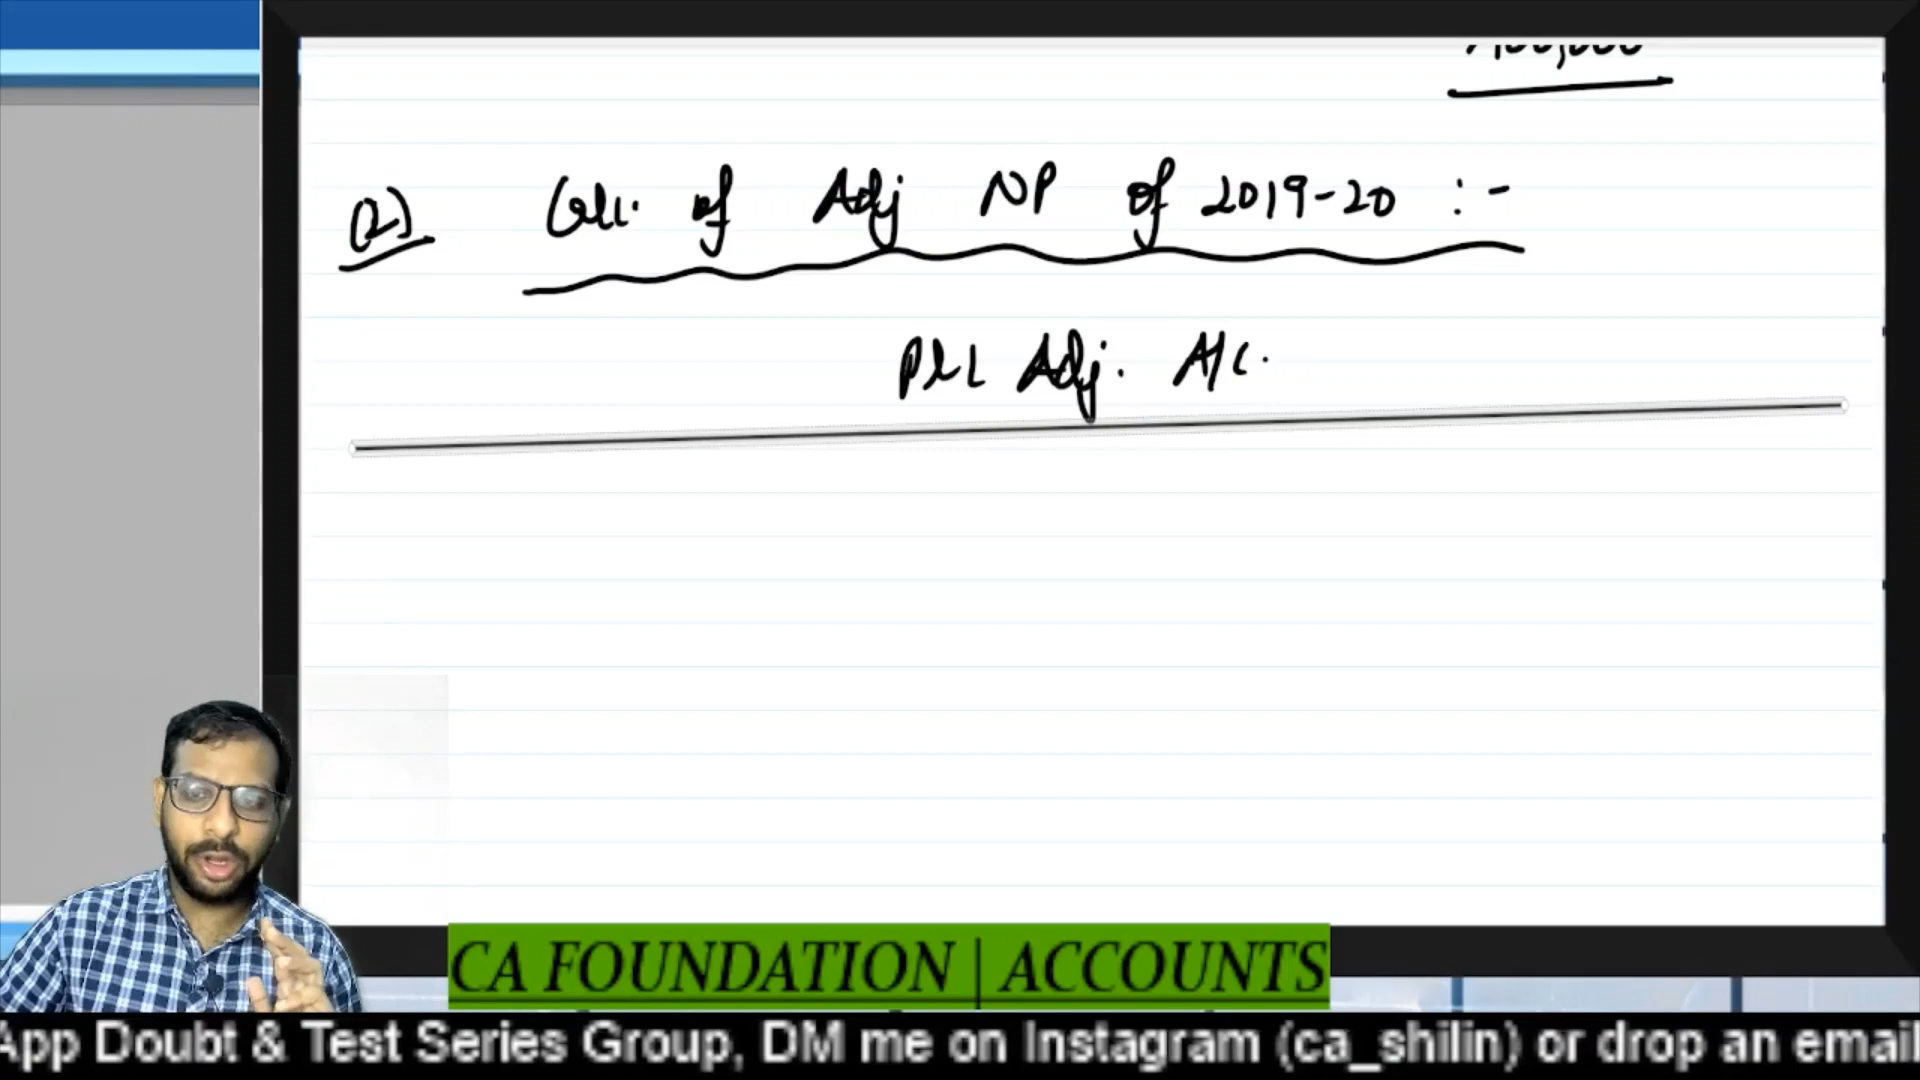 (2) Calc. of Adj NP of 2019-20 :-
P&L Adj. A/c.
CA FOUNDATION | ACCOUNTS
App Doubt & Test Series Group, DM me on Instagram (ca_shilin) or drop an email